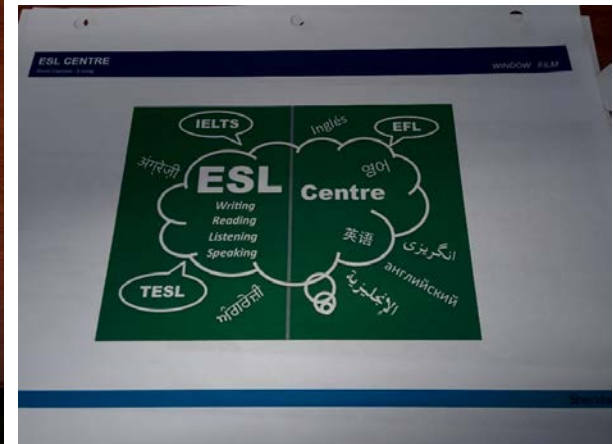 ESL CENTRE
WINDOW FILM
IELTS
Inglés
EFL
अंग्रेज़ी
영어
ESL Centre
Writing
Reading
Listening
Speaking
英语
انگریزی
английский
TESL
ਅੰਗਰੇਜ਼ੀ
الإنجليزية